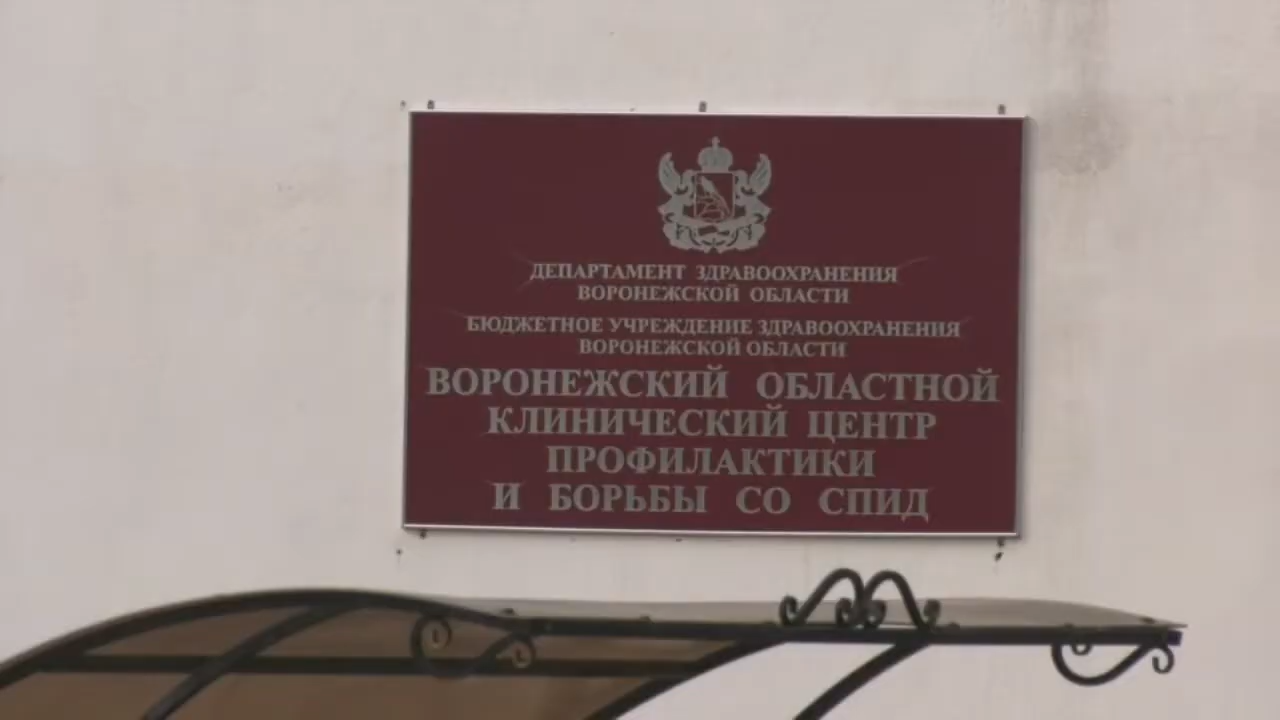 ДЕПАРТАМЕНТ ЗДРАВООХРАНЕНИЯ
ВОРОНЕЖСКОЙ ОБЛАСТИ
БЮДЖЕТНОЕ УЧРЕЖДЕНИЕ ЗДРАВООХРАНЕНИЯ
ВОРОНЕЖСКОЙ ОБЛАСТИ
ВОРОНЕЖСКИЙ ОБЛАСТНОЙ
КЛИНИЧЕСКИЙ ЦЕНТР
ПРОФИЛАКТИКИ
И БОРЬБЫ СО СПИД